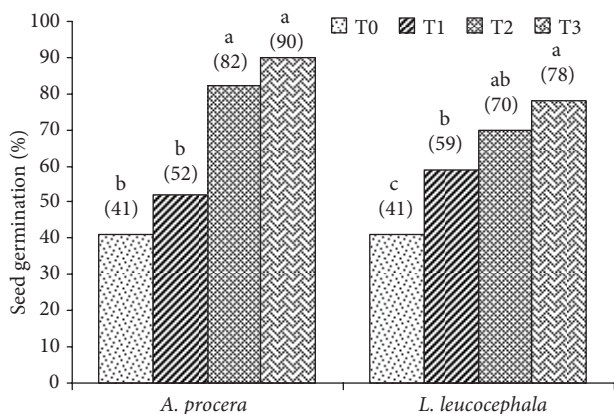 Seed germination (%)
100
90
80
70
60
50
40
30
20
10
0
T0 T1 T2 T3
b
(41)
b
(52)
a
(82)
a
(90)
c
(41)
b
(59)
ab
(70)
a
(78)
A. procera
L. leucocephala